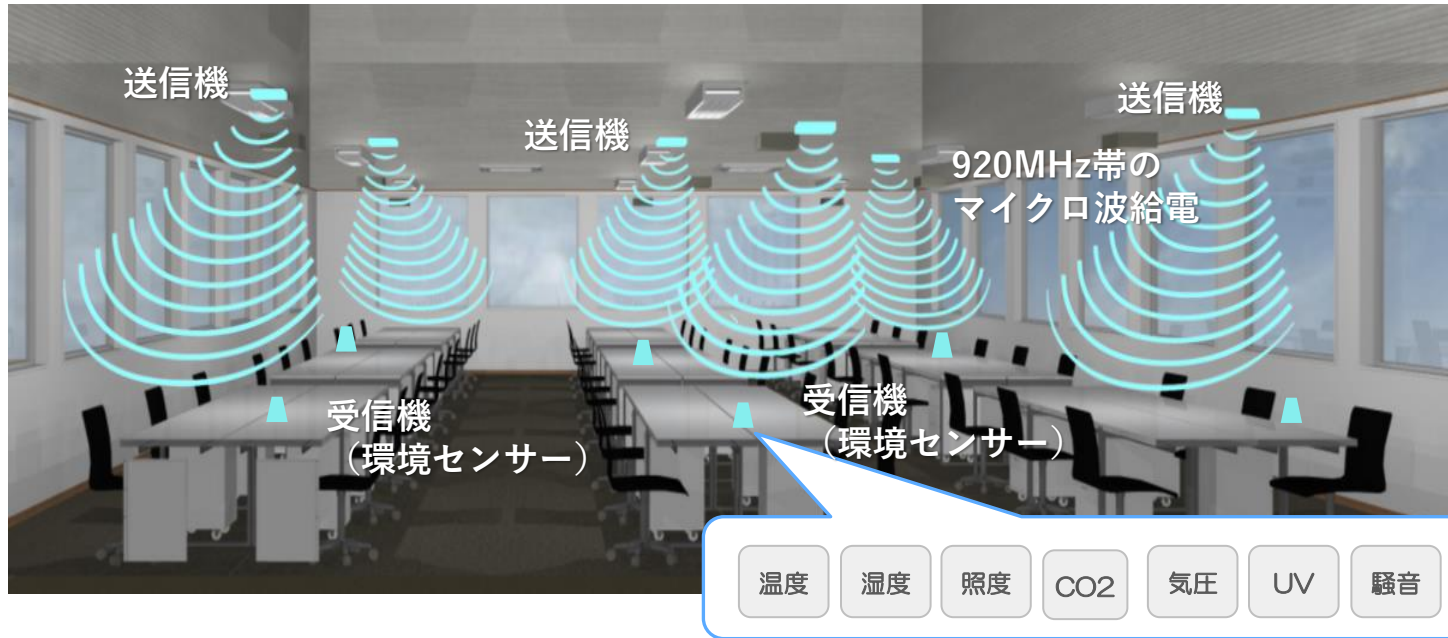 送信機
送信機
送信機
920MHz帯の
マイクロ波給電
受信機
（環境センサー）
受信機
（環境センサー）
温度
湿度
照度
CO2
気圧
UV
騒音